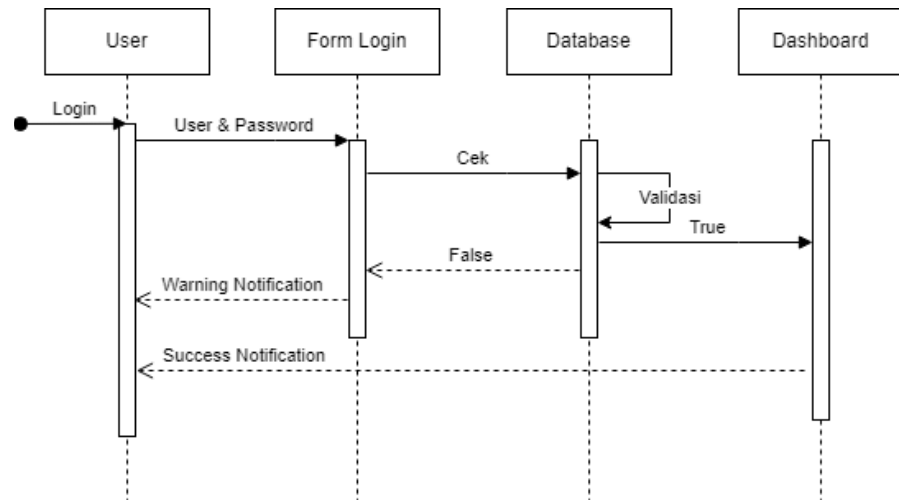 User
Form Login
Database
Dashboard
Login
User & Password
Cek
Validasi
True
False
Warning Notification
Success Notification